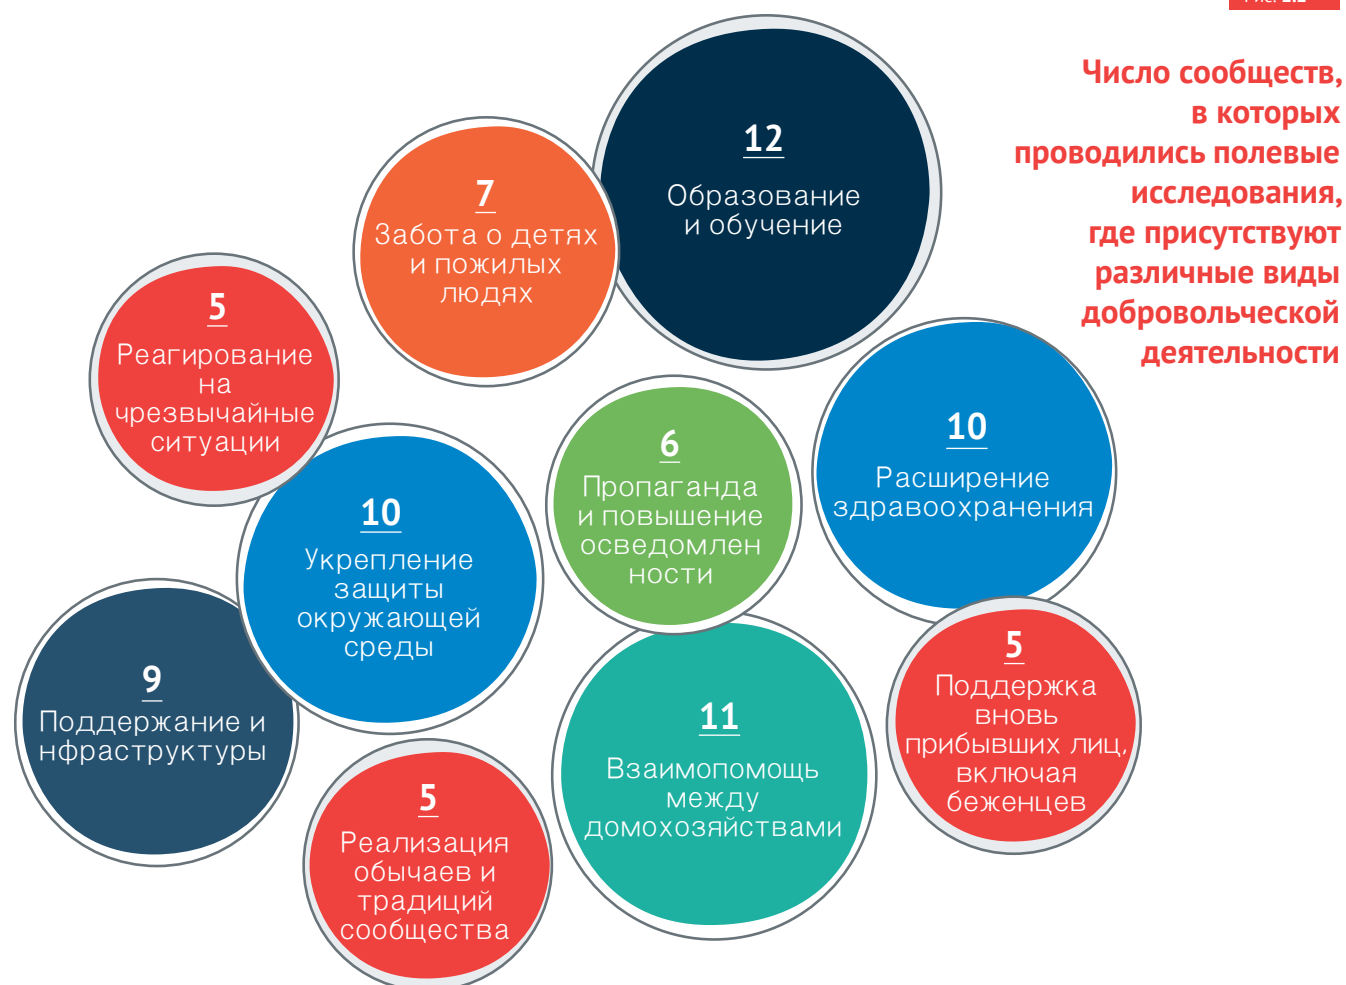 Число сообществ,
в которых
проводились полевые
исследования,
где присутствуют
различные виды
добровольческой
деятельности
12
Образование
и обучение
7
Забота о детях
и пожилых
людях
5
Реагирование
на
чрезвычайные
ситуации
6
Пропаганда
и повышение
осведомлен
ности
10
Расширение
здравоохранения
10
Укрепление
защиты
окружающей
среды
9
Поддержание и
нфраструктуры
11
Взаимопомощь
между
домохозяйствами
5
Поддержка
вновь
прибывших лиц,
включая
беженцев
5
Реализация
обычаев и
традиций
сообщества